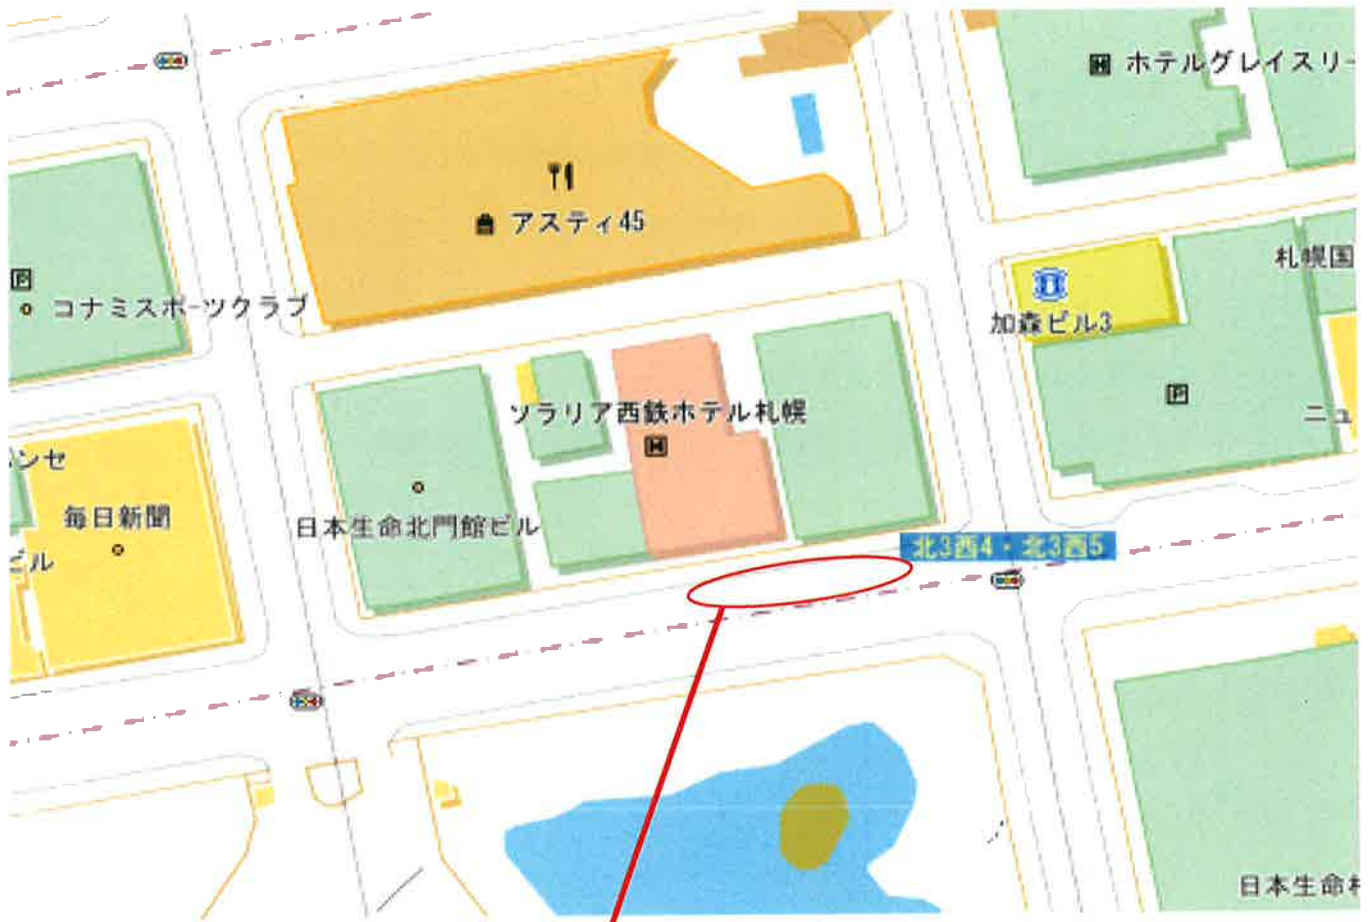 ホテルグレイスリー
アスティ45
札幌国
コナミスポーツクラブ
加森ビル3
ソラリア西鉄ホテル札幌
ニュ
ンセ
毎日新聞
日本生命北門館ビル
北3西4・北3西5
ビル
日本生命札